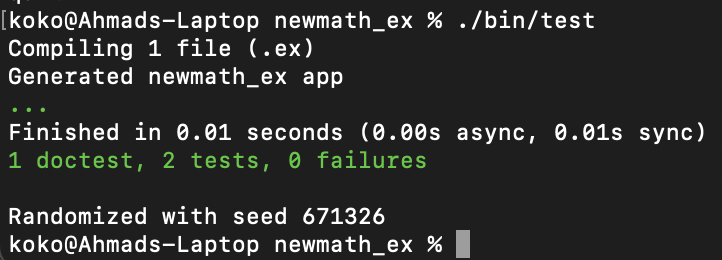 [koko@Ahmads-Laptop newmath_ex % ./bin/test
Compiling 1 file (.ex)
Generated newmath_ex app
...
Finished in 0.01 seconds (0.00s async, 0.01s sync)
1 doctest, 2 tests, 0 failures
Randomized with seed 671326
koko@Ahmads-Laptop newmath_ex %